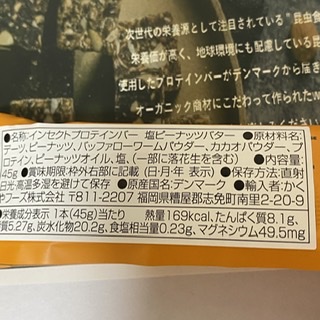 次世代の栄養源として注目されている"昆虫食
栄養価が高く、地球環境にも配慮している昆
使用したプロテインバーがデンマークから届き
オーガニック商材にこだわって作られたW
●名称:インセクトプロテインバー 塩ピーナッツバター ●原材料名:
デーツ、ピーナッツ、バッファローワームパウダー、カカオパウダー、プ
ロテイン、ピーナッツオイル、塩、(一部に落花生を含む) ●内容量:
45g ●賞味期限:枠外右部に記載 (日・月・年 表示) ●保存方法:直射
日光・高温多湿を避けて保存 ●原産国名:デンマーク ●輸入者:かく
やフーズ株式会社 〒811-2207 福岡県糟屋郡志免町南里2-20-9
●栄養成分表示 1本(45g)当たり 熱量169kcal、たんぱく質8.1g、
質5.27g、炭水化物20.2g、食塩相当量0.23g、マグネシウム49.5mg